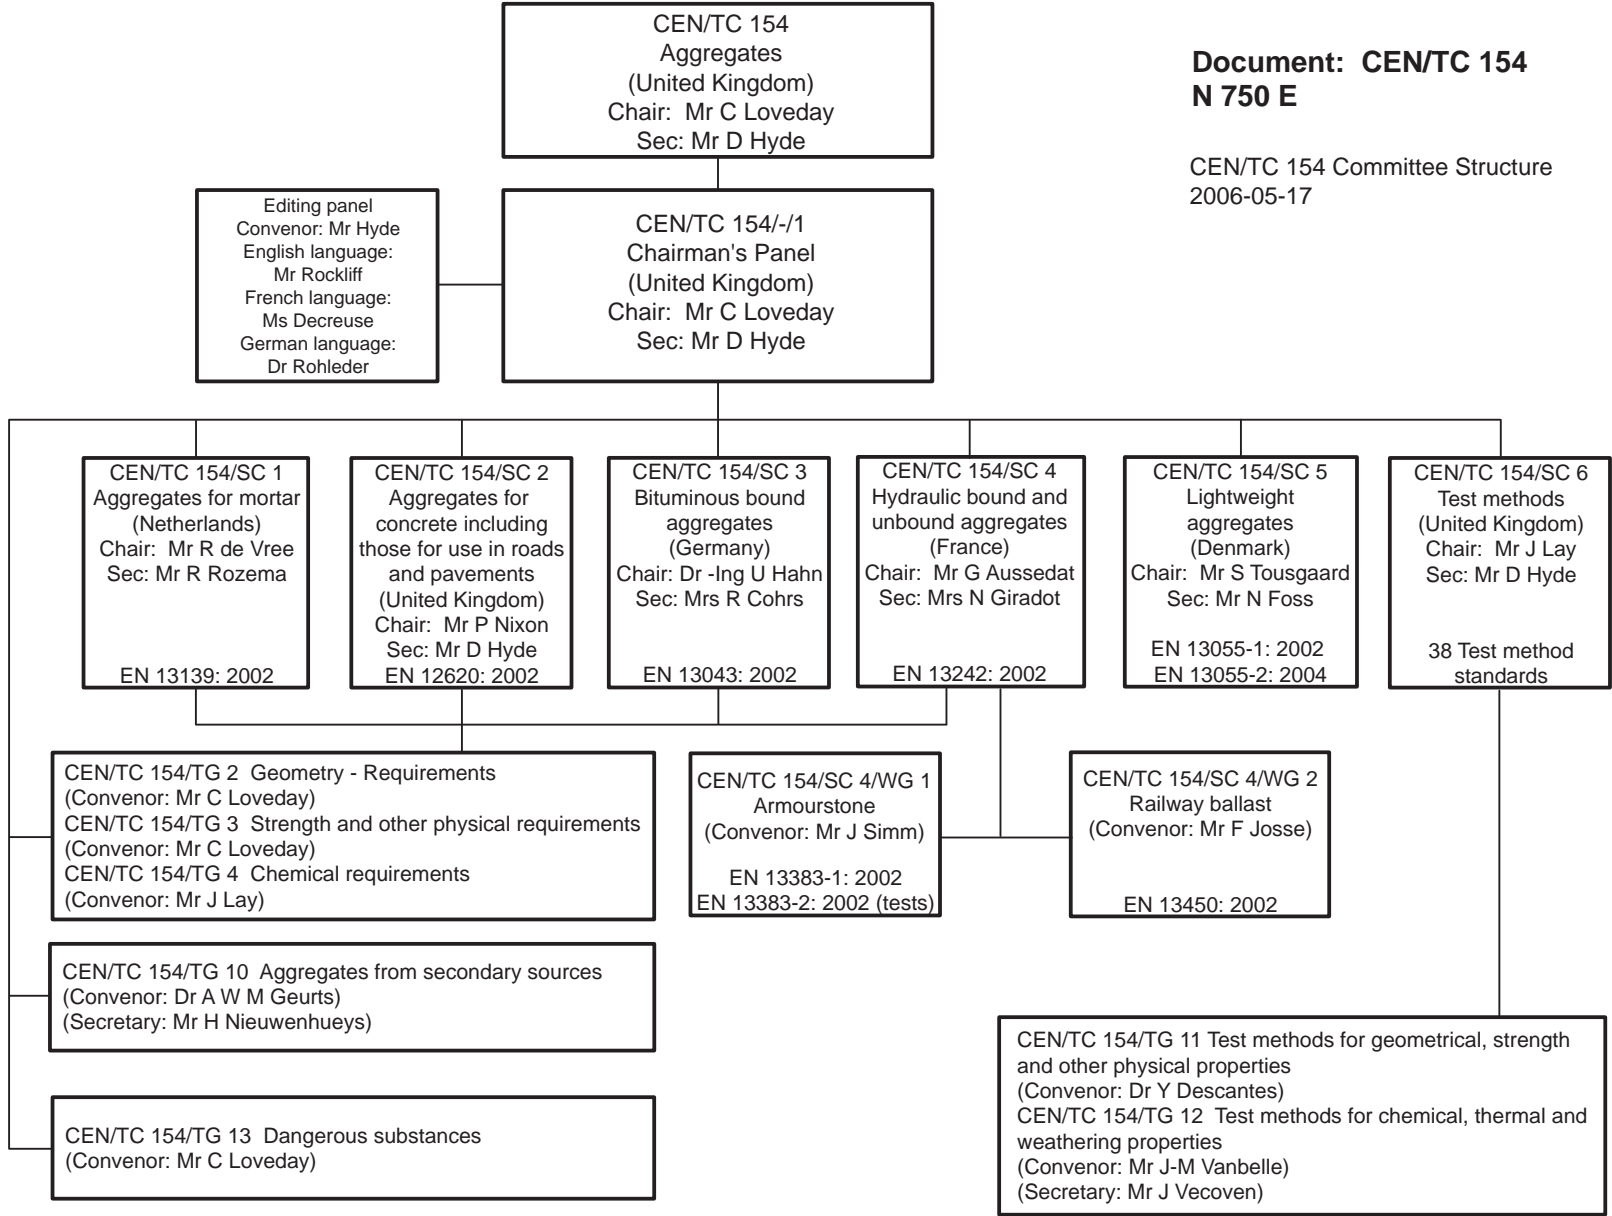 CEN/TC 154
Aggregates
(United Kingdom)
Chair: Mr C Loveday
Sec: Mr D Hyde
Document: CEN/TC 154
N 750 E
CEN/TC 154 Committee Structure
2006-05-17
Editing panel
Convenor: Mr Hyde
English language:
Mr Rockliff
French language:
Ms Decreuse
German language:
Dr Rohleder
CEN/TC 154/-/1
Chairman's Panel
(United Kingdom)
Chair: Mr C Loveday
Sec: Mr D Hyde
CEN/TC 154/SC 1
Aggregates for mortar
(Netherlands)
Chair: Mr R de Vree
Sec: Mr R Rozema
EN 13139: 2002
CEN/TC 154/SC 2
Aggregates for
concrete including
those for use in roads
and pavements
(United Kingdom)
Chair: Mr P Nixon
Sec: Mr D Hyde
EN 12620: 2002
CEN/TC 154/SC 3
Bituminous bound
aggregates
(Germany)
Chair: Dr -Ing U Hahn
Sec: Mrs R Cohrs
EN 13043: 2002
CEN/TC 154/SC 4
Hydraulic bound and
unbound aggregates
(France)
Chair: Mr G Aussedat
Sec: Mrs N Giradot
EN 13242: 2002
CEN/TC 154/SC 5
Lightweight
aggregates
(Denmark)
Chair: Mr S Tousgaard
Sec: Mr N Foss
EN 13055-1: 2002
EN 13055-2: 2004
CEN/TC 154/SC 6
Test methods
(United Kingdom)
Chair: Mr J Lay
Sec: Mr D Hyde
38 Test method
standards
CEN/TC 154/TG 2 Geometry - Requirements
(Convenor: Mr C Loveday)
CEN/TC 154/TG 3 Strength and other physical requirements
(Convenor: Mr C Loveday)
CEN/TC 154/TG 4 Chemical requirements
(Convenor: Mr J Lay)
CEN/TC 154/SC 4/WG 1
Armourstone
(Convenor: Mr J Simm)
EN 13383-1: 2002
EN 13383-2: 2002 (tests)
CEN/TC 154/SC 4/WG 2
Railway ballast
(Convenor: Mr F Josse)
EN 13450: 2002
CEN/TC 154/TG 10 Aggregates from secondary sources
(Convenor: Dr A W M Geurts)
(Secretary: Mr H Nieuwenhueys)
CEN/TC 154/TG 13 Dangerous substances
(Convenor: Mr C Loveday)
CEN/TC 154/TG 11 Test methods for geometrical, strength
and other physical properties
(Convenor: Dr Y Descantes)
CEN/TC 154/TG 12 Test methods for chemical, thermal and
weathering properties
(Convenor: Mr J-M Vanbelle)
(Secretary: Mr J Vecoven)